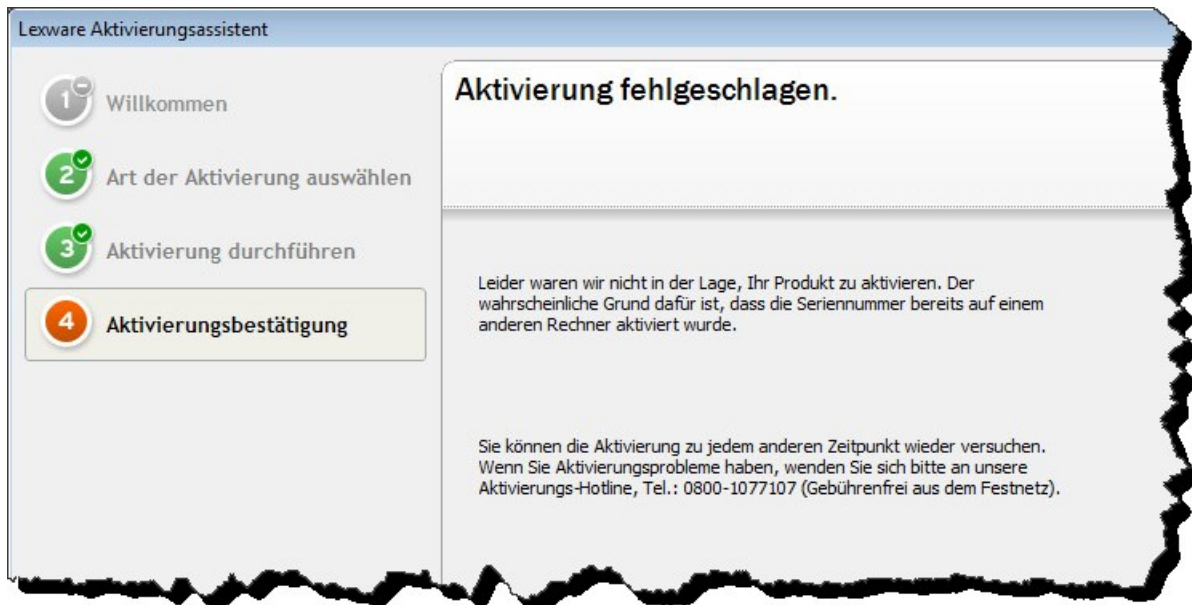 Lexware Aktivierungsassistent
1 Willkommen
2 Art der Aktivierung auswählen
3 Aktivierung durchführen
4 Aktivierungsbestätigung
Aktivierung fehlgeschlagen.
Leider waren wir nicht in der Lage, Ihr Produkt zu aktivieren. Der
wahrscheinliche Grund dafür ist, dass die Seriennummer bereits auf einem
anderen Rechner aktiviert wurde.
Sie können die Aktivierung zu jedem anderen Zeitpunkt wieder versuchen.
Wenn Sie Aktivierungsprobleme haben, wenden Sie sich bitte an unsere
Aktivierungs-Hotline, Tel.: 0800-1077107 (Gebührenfrei aus dem Festnetz).